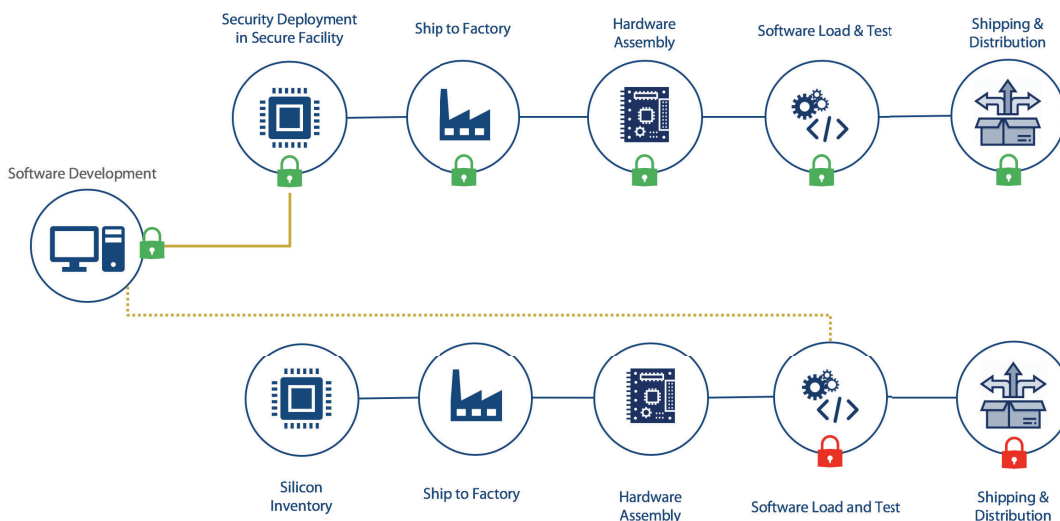 Security Deployment
in Secure Facility
Ship to Factory
Hardware
Assembly
Software Load & Test
Shipping &
Distribution
Software Development
</>
</>
Silicon
Inventory
Ship to Factory
Hardware
Assembly
Software Load and Test
Shipping &
Distribution